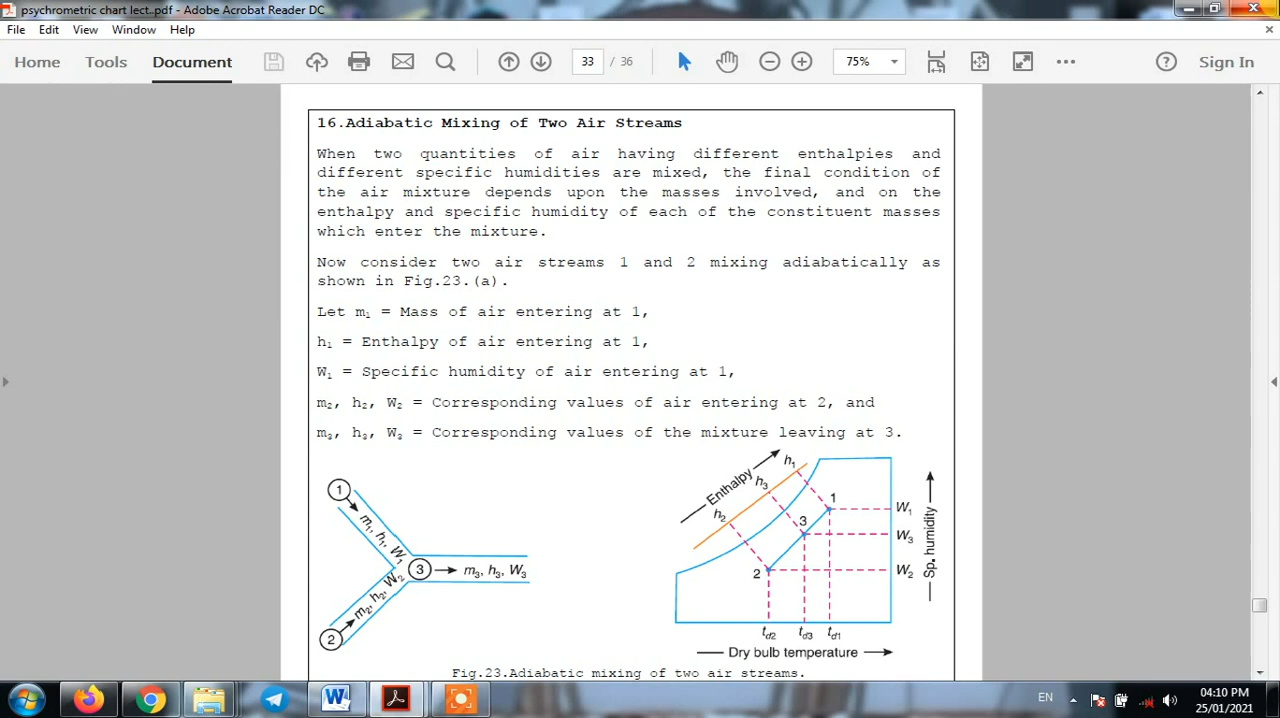 psychrometric chart lect..pdf - Adobe Acrobat Reader DC
File Edit View Window Help
Home Tools Document 33 / 36 75% Sign In
16.Adiabatic Mixing of Two Air Streams
When two quantities of air having different enthalpies and
different specific humidities are mixed, the final condition of
the air mixture depends upon the masses involved, and on the
enthalpy and specific humidity of each of the constituent masses
which enter the mixture.
Now consider two air streams 1 and 2 mixing adiabatically as
shown in Fig.23.(a).
Let m₁ = Mass of air entering at 1,
h₁ = Enthalpy of air entering at 1,
W₁ = Specific humidity of air entering at 1,
m₂, h₂, W₂ = Corresponding values of air entering at 2, and
m₃, h₃, W₃ = Corresponding values of the mixture leaving at 3.
1
m₁, h₁, W₁
3
m₃, h₃, W₃
m₂, h₂, W₂
2
Enthalpy
h₁
h₃
h₂
1
3
2
W₁
W₃
W₂
Sp. humidity
t_d2 t_d3 t_d1
Dry bulb temperature
Fig.23.Adiabatic mixing of two air streams.
EN
04:10 PM
25/01/2021